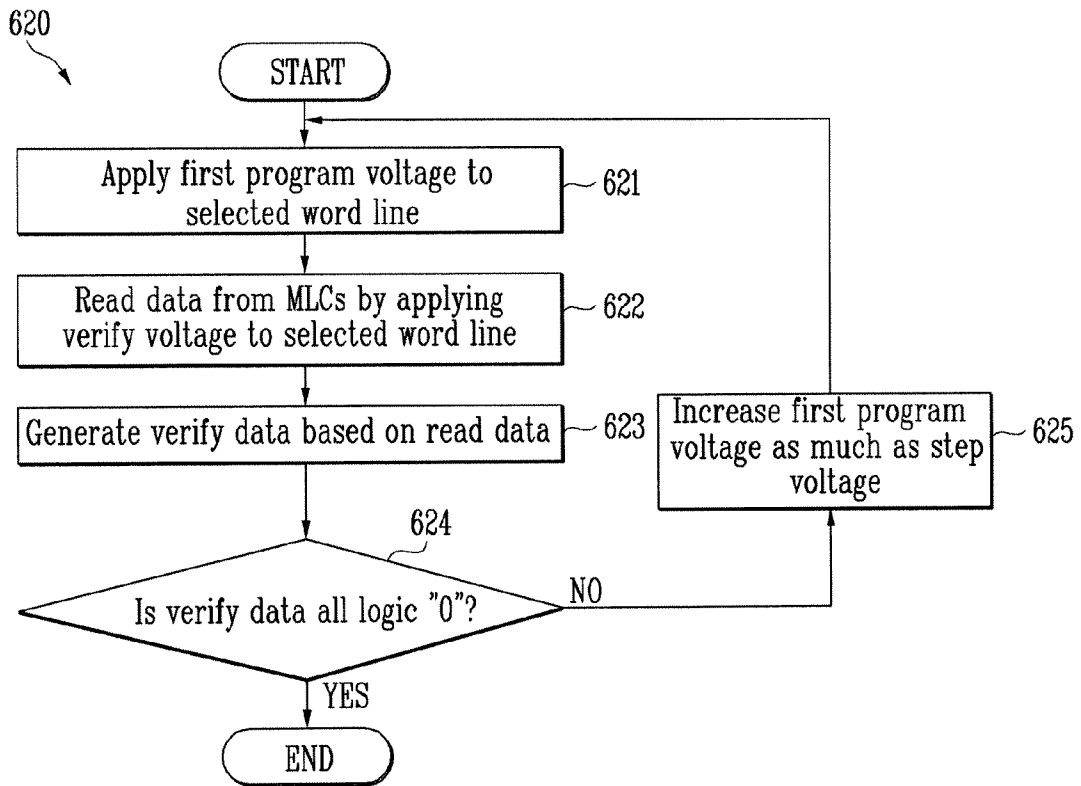 620
START
Apply first program voltage to
selected word line
621
Read data from MLCs by applying
verify voltage to selected word line
622
Generate verify data based on read data
623
Increase first program
voltage as much as step
voltage
625
624
Is verify data all logic "0"?
NO
YES
END